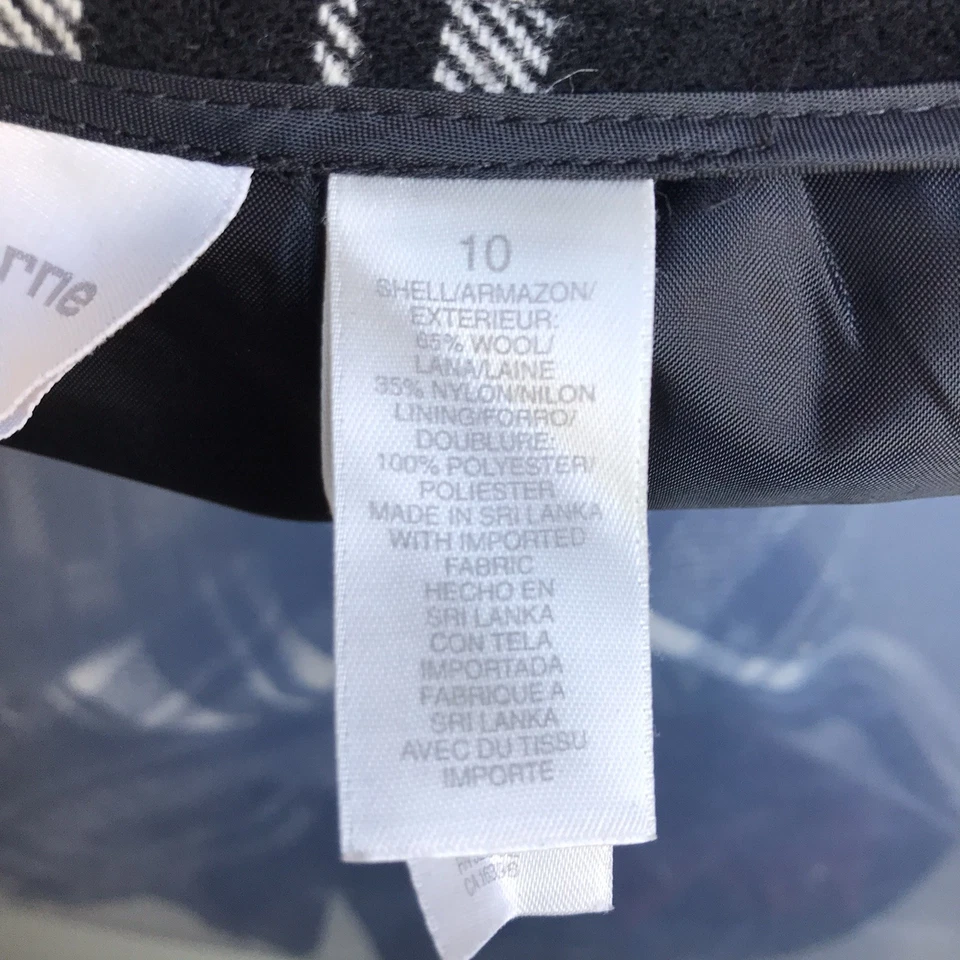 rne
10
SHELL/ARMAZON/
EXTERIEUR:
65% WOOL/
LANA/LAINE
35% NYLON/NILON
LINING/FORRO/
DOUBLURE:
100% POLYESTER/
POLIESTER
MADE IN SRI LANKA
WITH IMPORTED
FABRIC
HECHO EN
SRI LANKA
CON TELA
IMPORTADA
FABRIQUE A
SRI LANKA
AVEC DU TISSU
IMPORTE